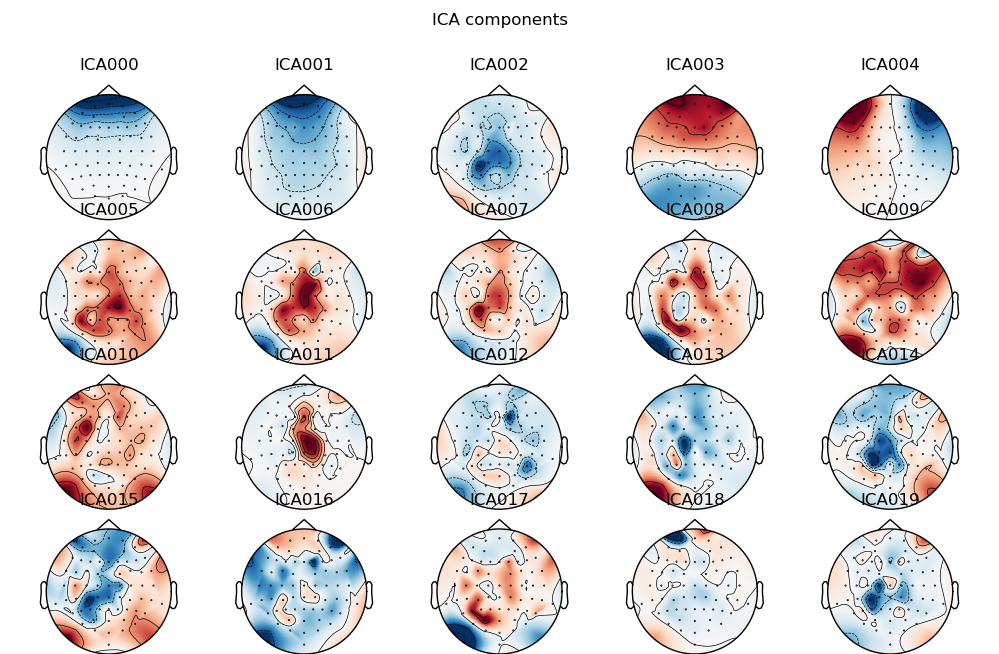 ICA components
ICA000 ICA001 ICA002 ICA003 ICA004
ICA005 ICA006 ICA007 ICA008 ICA009
ICA010 ICA011 ICA012 ICA013 ICA014
ICA015 ICA016 ICA017 ICA018 ICA019